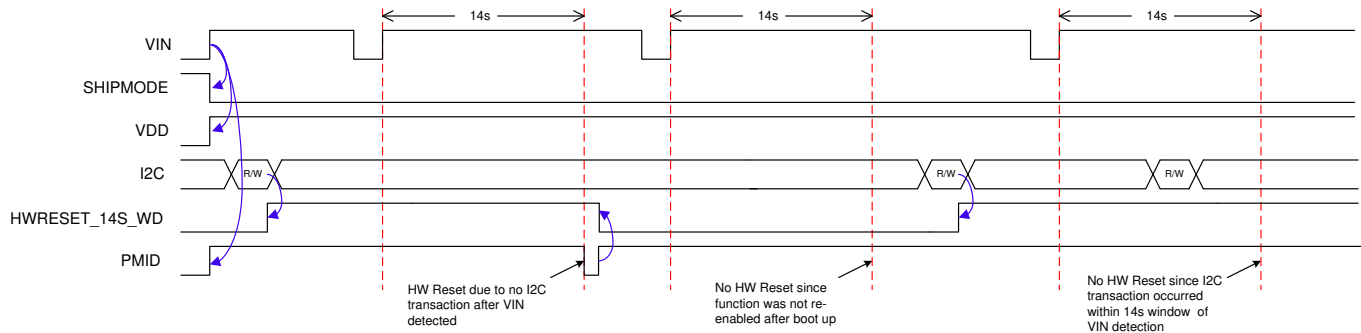 14s
14s
14s
VIN
SHIPMODE
VDD
I2C
R/W
R/W
R/W
HWRESET_14S_WD
PMID
HW Reset due to no I2C
transaction after VIN
detected
No HW Reset since
function was not re-
enabled after boot up
No HW Reset since I2C
transaction occurred
within 14s window of
VIN detection